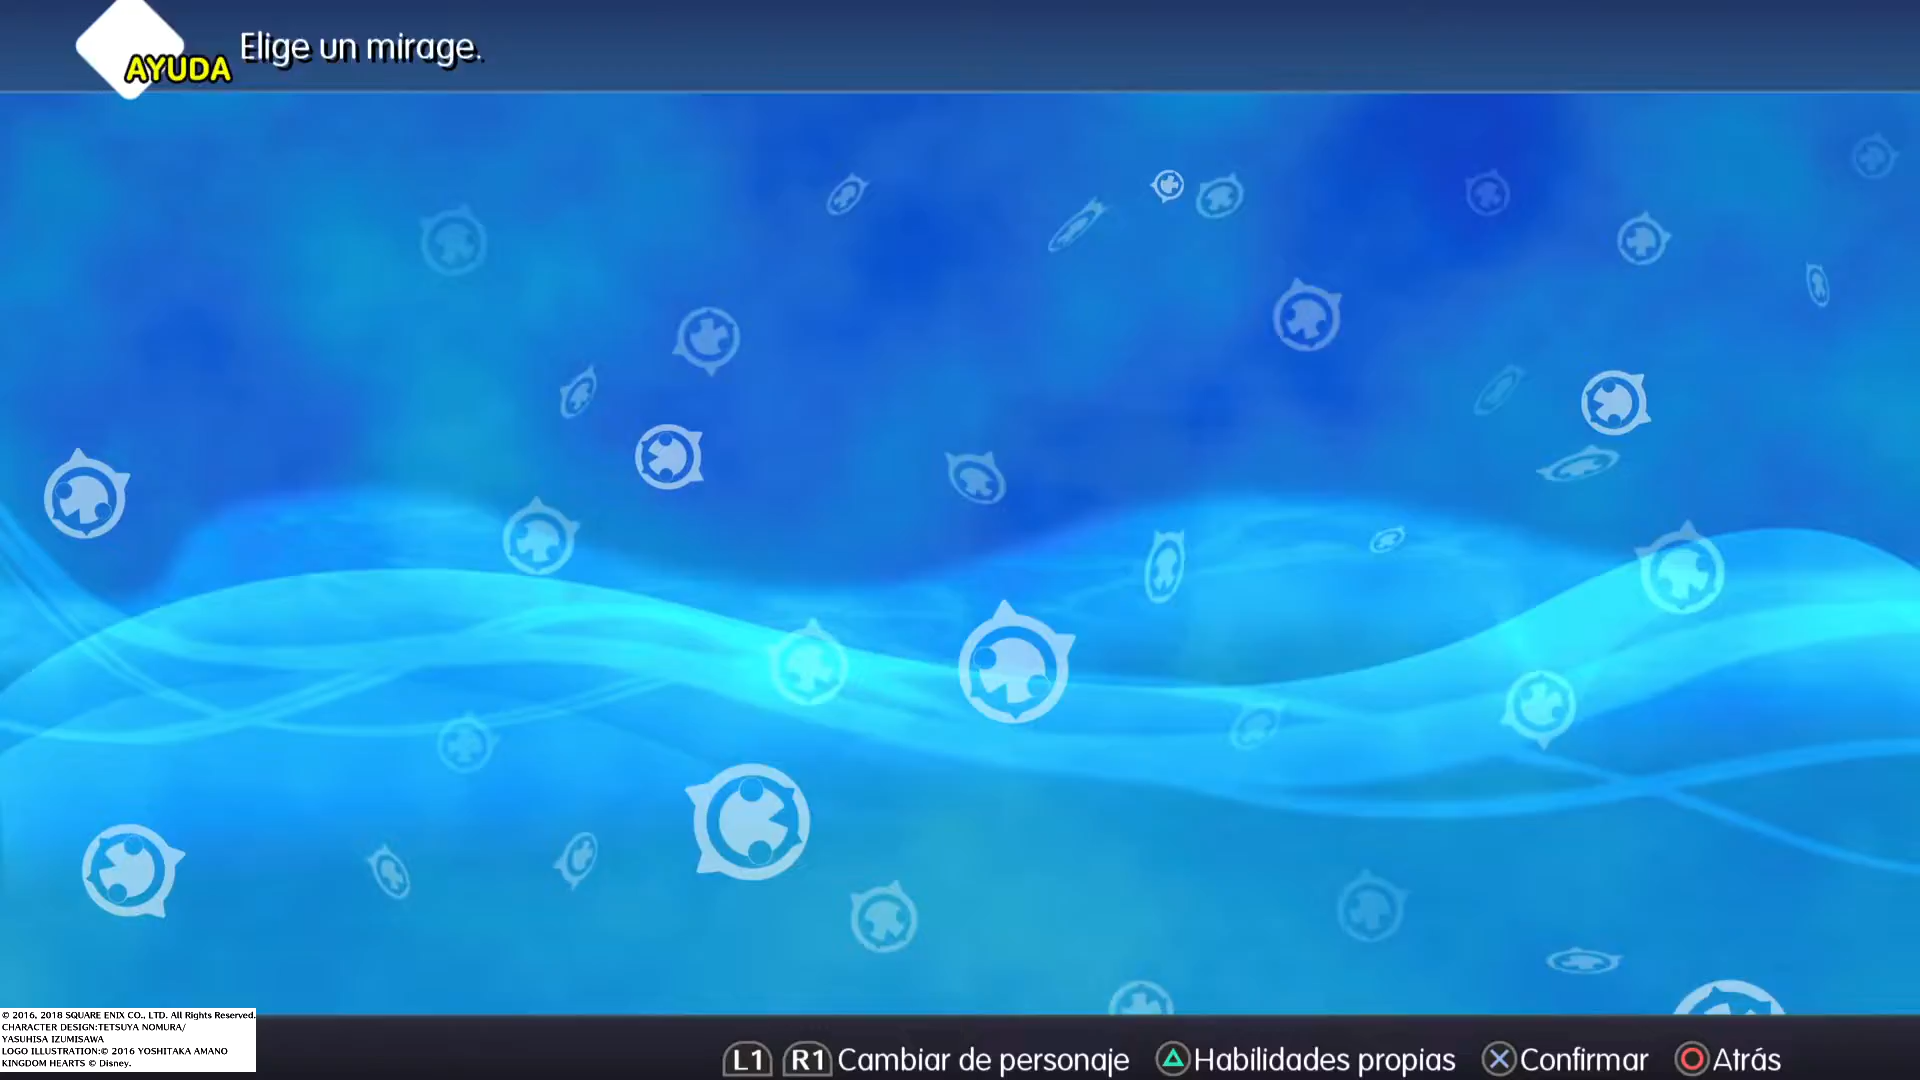 AYUDA
Elige un mirage.
© 2016, 2018 SQUARE ENIX CO., LTD. All Rights Reserved.
CHARACTER DESIGN:TETSUYA NOMURA/
YASUHISA IZUMISAWA
LOGO ILLUSTRATION:© 2016 YOSHITAKA AMANO
KINGDOM HEARTS © Disney.
L1 R1 Cambiar de personaje Habilidades propias Confirmar Atrás